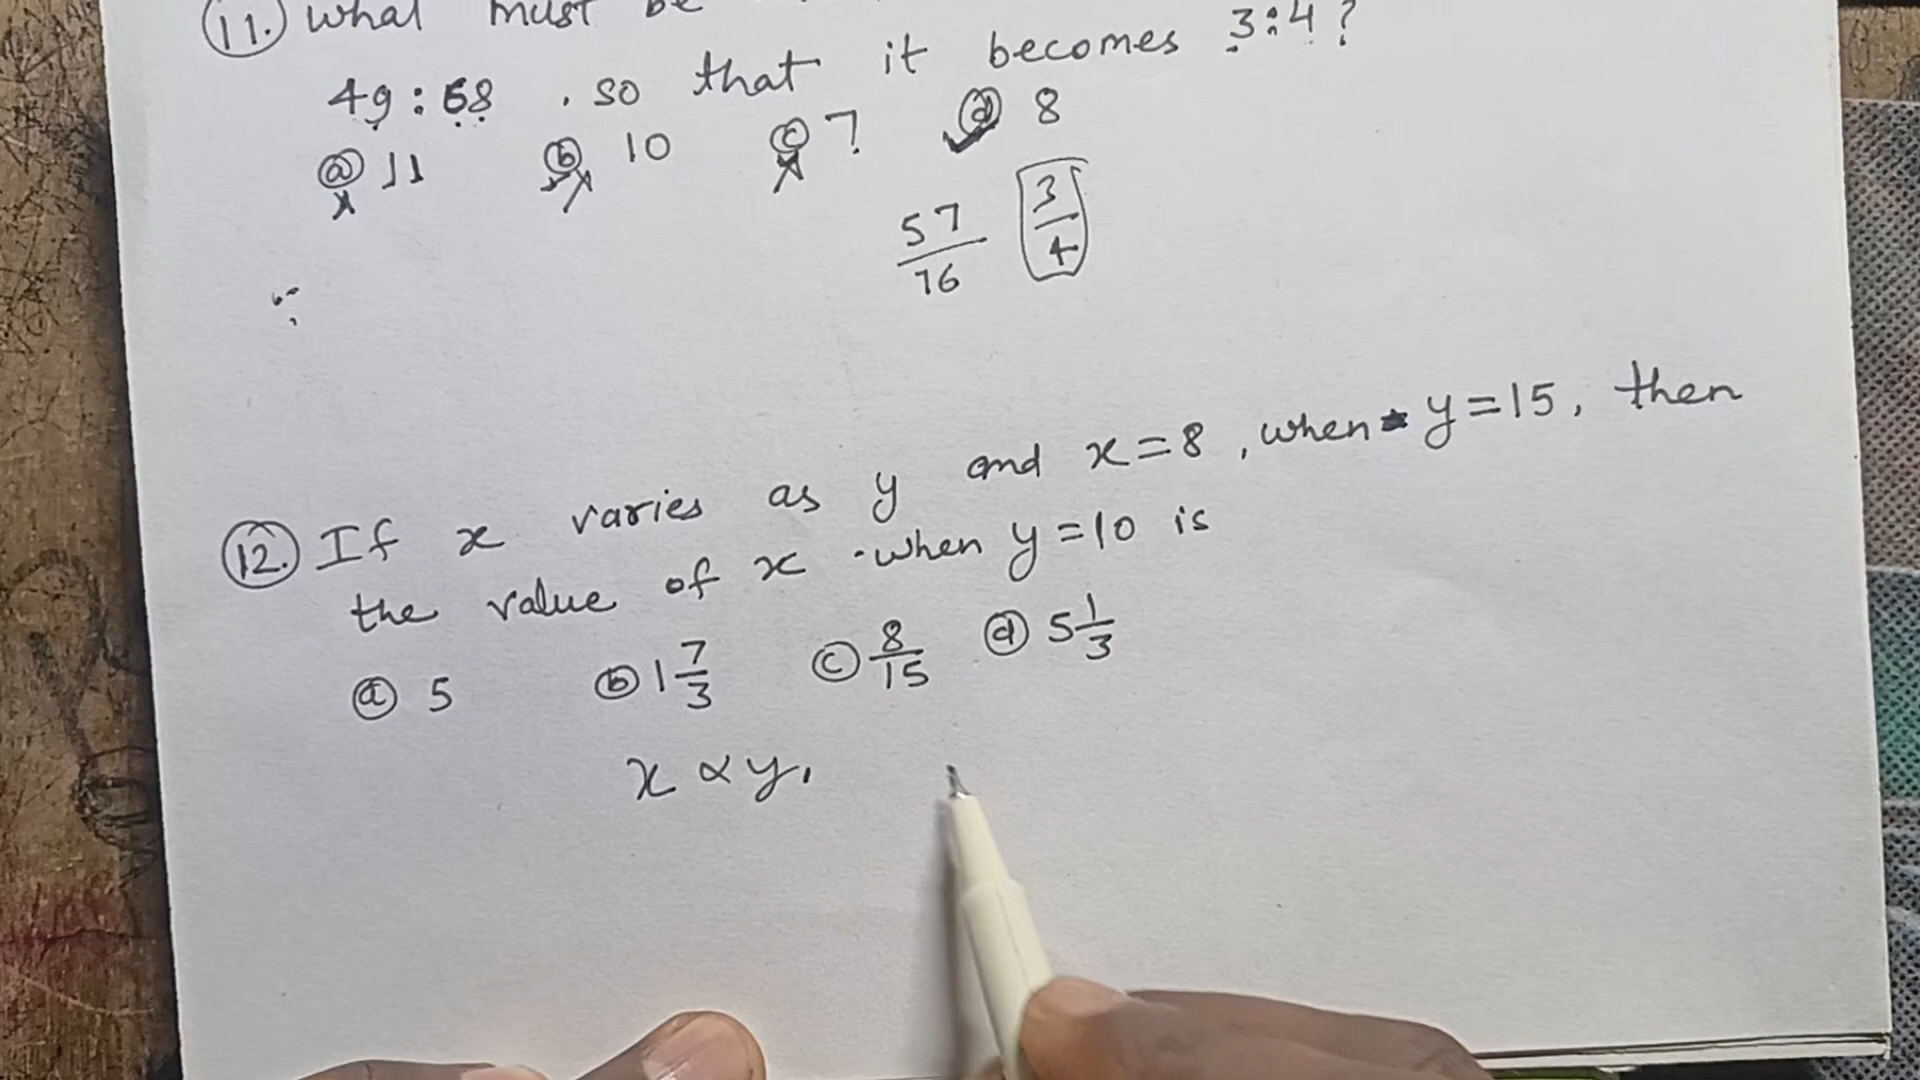 11. What must be
49:68, so that it becomes 3:4?
(a) 11 (b) 10 (c) 7 (d) 8
57/76 3/4
12. If x varies as y and x=8, when y=15, then
the value of x when y=10 is
(a) 5 (b) 1 7/3 (c) 8/15 (d) 5 1/3
x ∝ y,